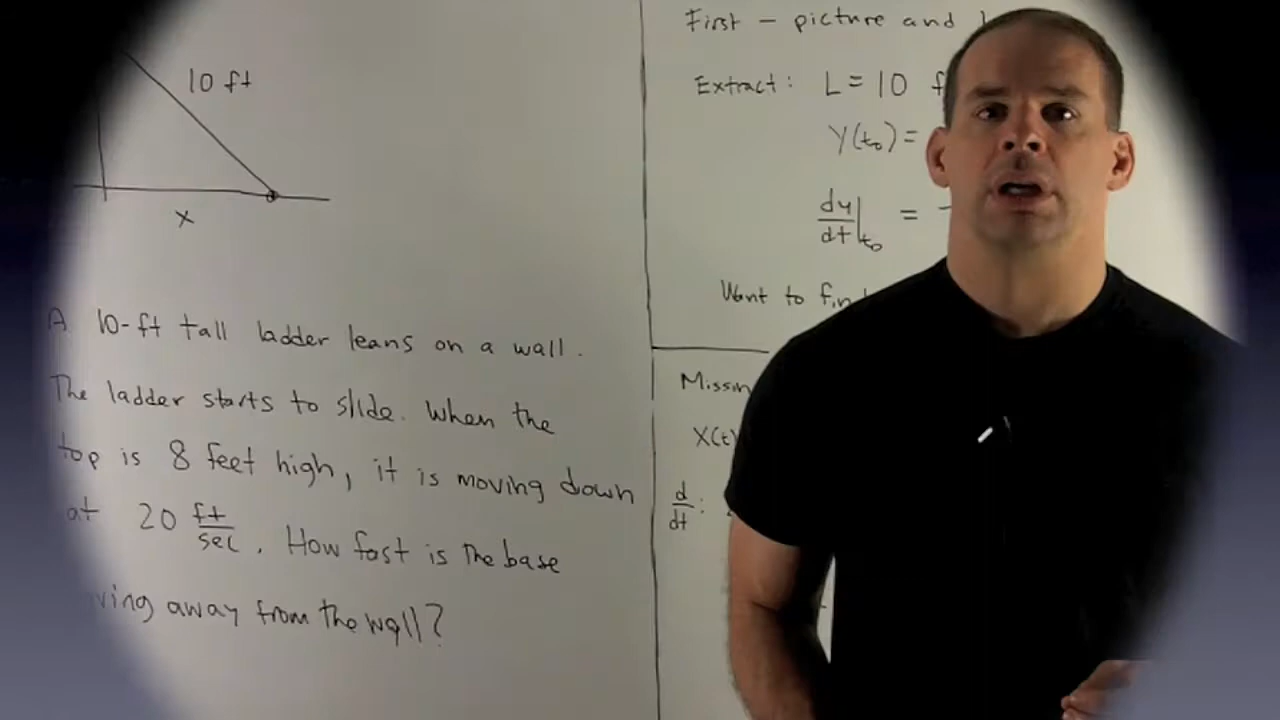 10 ft
x
A 10-ft tall ladder leans on a wall.
The ladder starts to slide. When the
top is 8 feet high, it is moving down
at 20 ft/sec. How fast is the base
away from the wall?
First - picture and
Extract: L = 10
Y(t₀) =
dy/dt|t₀ = -
Want to
X(t)
d/dt: